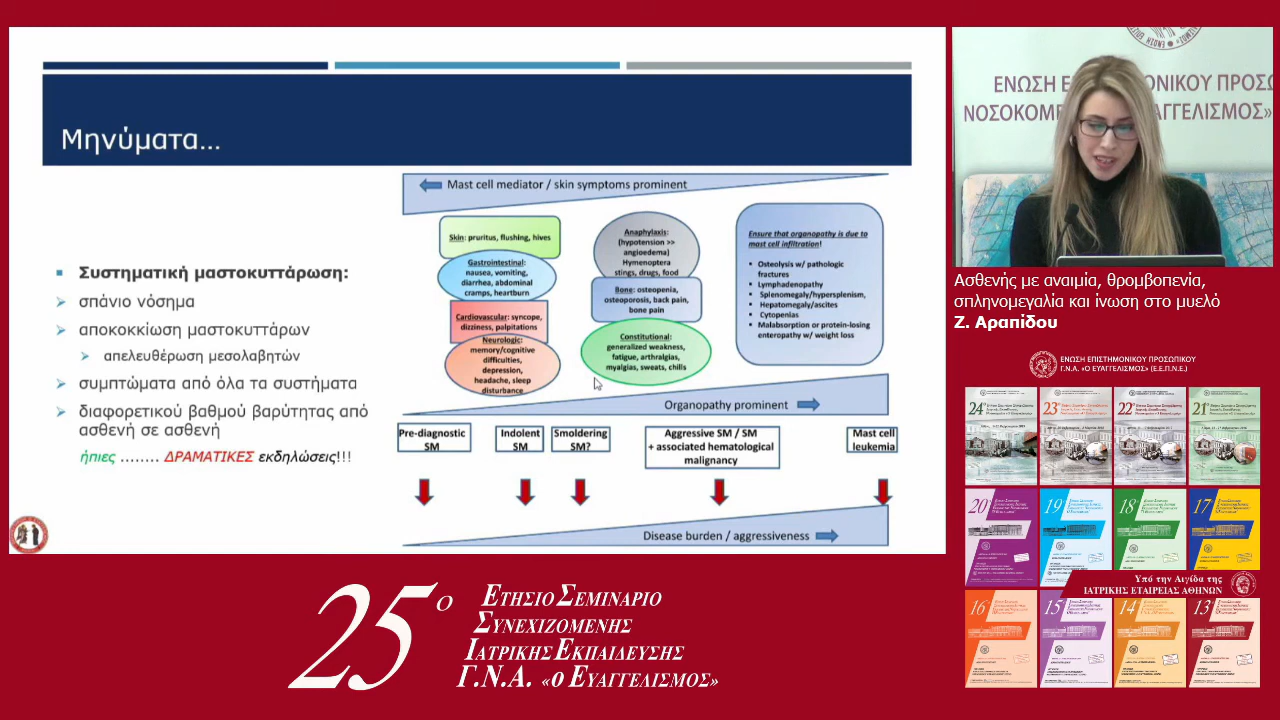 Μηνύματα...
Συστηματική μαστοκυττάρωση:
σπάνιο νόσημα
αποκοκκίωση μαστοκυττάρων
απελευθέρωση μεσολαβητών
συμπτώματα από όλα τα συστήματα
διαφορετικού βαθμού βαρύτητας από
ασθενή σε ασθενή
ήπιες ........ ΔΡΑΜΑΤΙΚΕΣ εκδηλώσεις!!!
Mast cell mediator / skin symptoms prominent
Skin: pruritus, flushing, hives
Gastrointestinal:
nausea, vomiting,
diarrhea, abdominal
cramps, heartburn
Cardiovascular: syncope,
dizziness, palpitations
Neurologic:
memory/cognitive
difficulties,
depression,
headache, sleep
disturbance
Anaphylaxis:
(hypotension >>
angioedema)
Hymenoptera
stings, drugs, food
Bone: osteopenia,
osteoporosis, back pain,
bone pain
Constitutional:
generalized weakness,
fatigue, arthralgias,
myalgias, sweats, chills
Ensure that organopathy is due to
mast cell infiltration!
Osteolysis w/ pathologic
fractures
Lymphadenopathy
Splenomegaly/hypersplenism,
Hepatomegaly/ascites
Cytopenias
Malabsorption or protein-losing
enteropathy w/ weight loss
Organopathy prominent
Pre-diagnostic
SM
Indolent
SM
Smoldering
SM?
Aggressive SM / SM
+ associated hematological
malignancy
Mast cell
leukemia
Disease burden / aggressiveness
ΕΝΩΣΗ ΕΠΙΣΤΗΜΟΝΙΚΟΥ ΠΡΟΣΩ
ΝΟΣΟΚΟΜΕ ΑΓΓΕΛΙΣΜΟΣ»
Ασθενής με αναιμία, θρομβοπενία,
σπληνομεγαλία και ίνωση στο μυελό
Ζ. Αραπίδου
ΕΝΩΣΗ ΕΠΙΣΤΗΜΟΝΙΚΟΥ ΠΡΟΣΩΠΙΚΟΥ
Γ.Ν.Α. «Ο ΕΥΑΓΓΕΛΙΣΜΟΣ» (Ε.Ε.Π.Ν.Ε.)
24° 23° 22° 21°
20° 19° 18° 17°
Υπό την Αιγίδα της
ΙΑΤΡΙΚΗΣ ΕΤΑΙΡΕΙΑΣ ΑΘΗΝΩΝ
16° 15° 14° 13°
25ο ΕΤΗΣΙΟ ΣΕΜΙΝΑΡΙΟ
ΣΥΝΕΧΙΖΟΜΕΝΗΣ
ΙΑΤΡΙΚΗΣ ΕΚΠΑΙΔΕΥΣΗΣ
Γ.Ν.Α. «Ο ΕΥΑΓΓΕΛΙΣΜΟΣ»